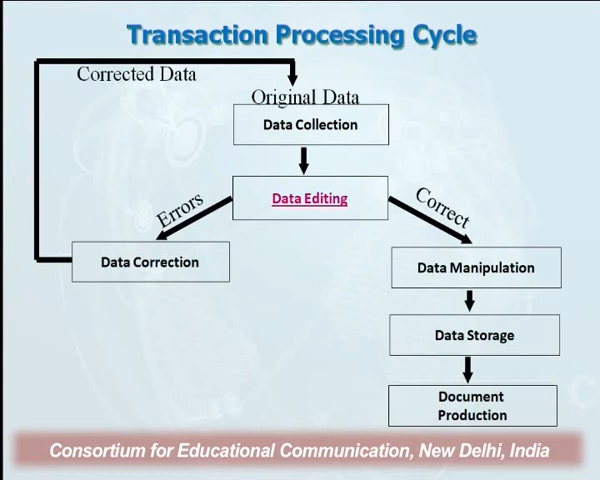 Transaction Processing Cycle
Corrected Data
Original Data
Data Collection
Errors
Data Editing
Correct
Data Correction
Data Manipulation
Data Storage
Document
Production
Consortium for Educational Communication, New Delhi, India